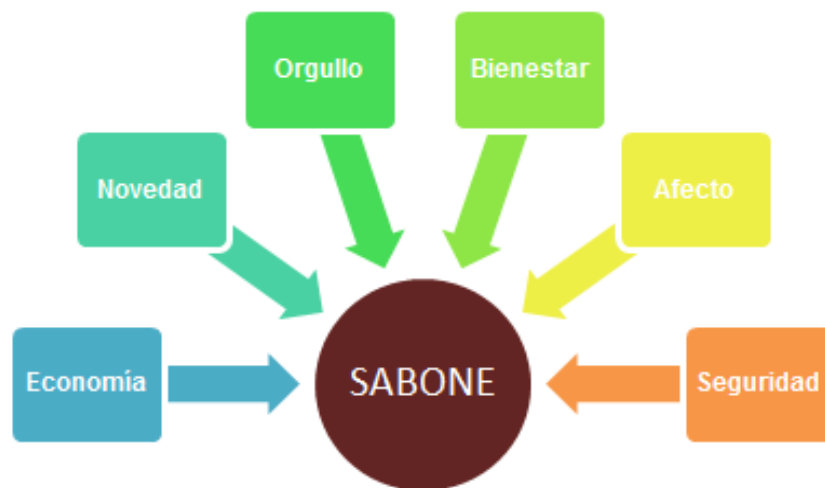 Orgullo
Bienestar
Novedad
Afecto
SABONE
Economía
Seguridad